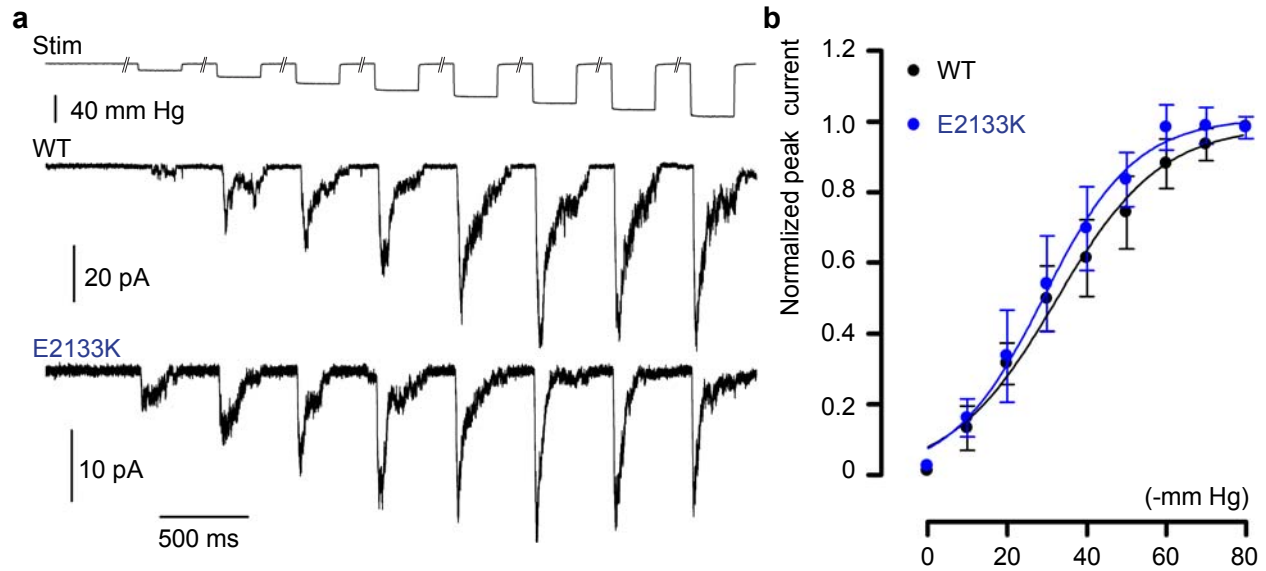 a
Stim
40 mm Hg
WT
20 pA
E2133K
10 pA
500 ms
b
Normalized peak current
1.2
1.0
0.8
0.6
0.4
0.2
0
WT
E2133K
(-mm Hg)
0 20 40 60 80